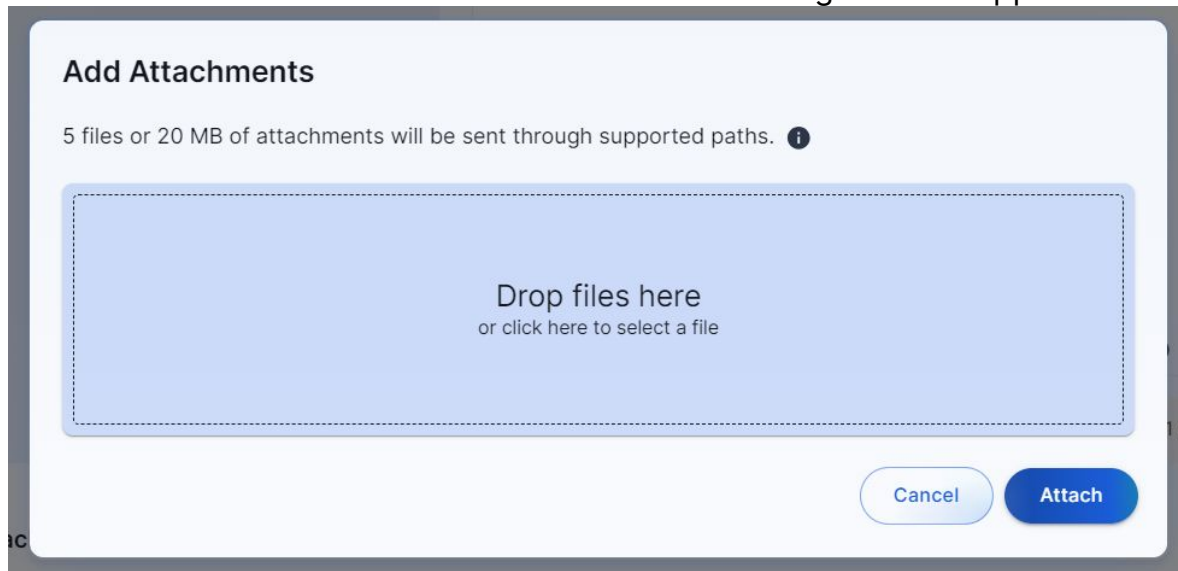 Add Attachments
5 files or 20 MB of attachments will be sent through supported paths.
Drop files here
or click here to select a file
Cancel Attach